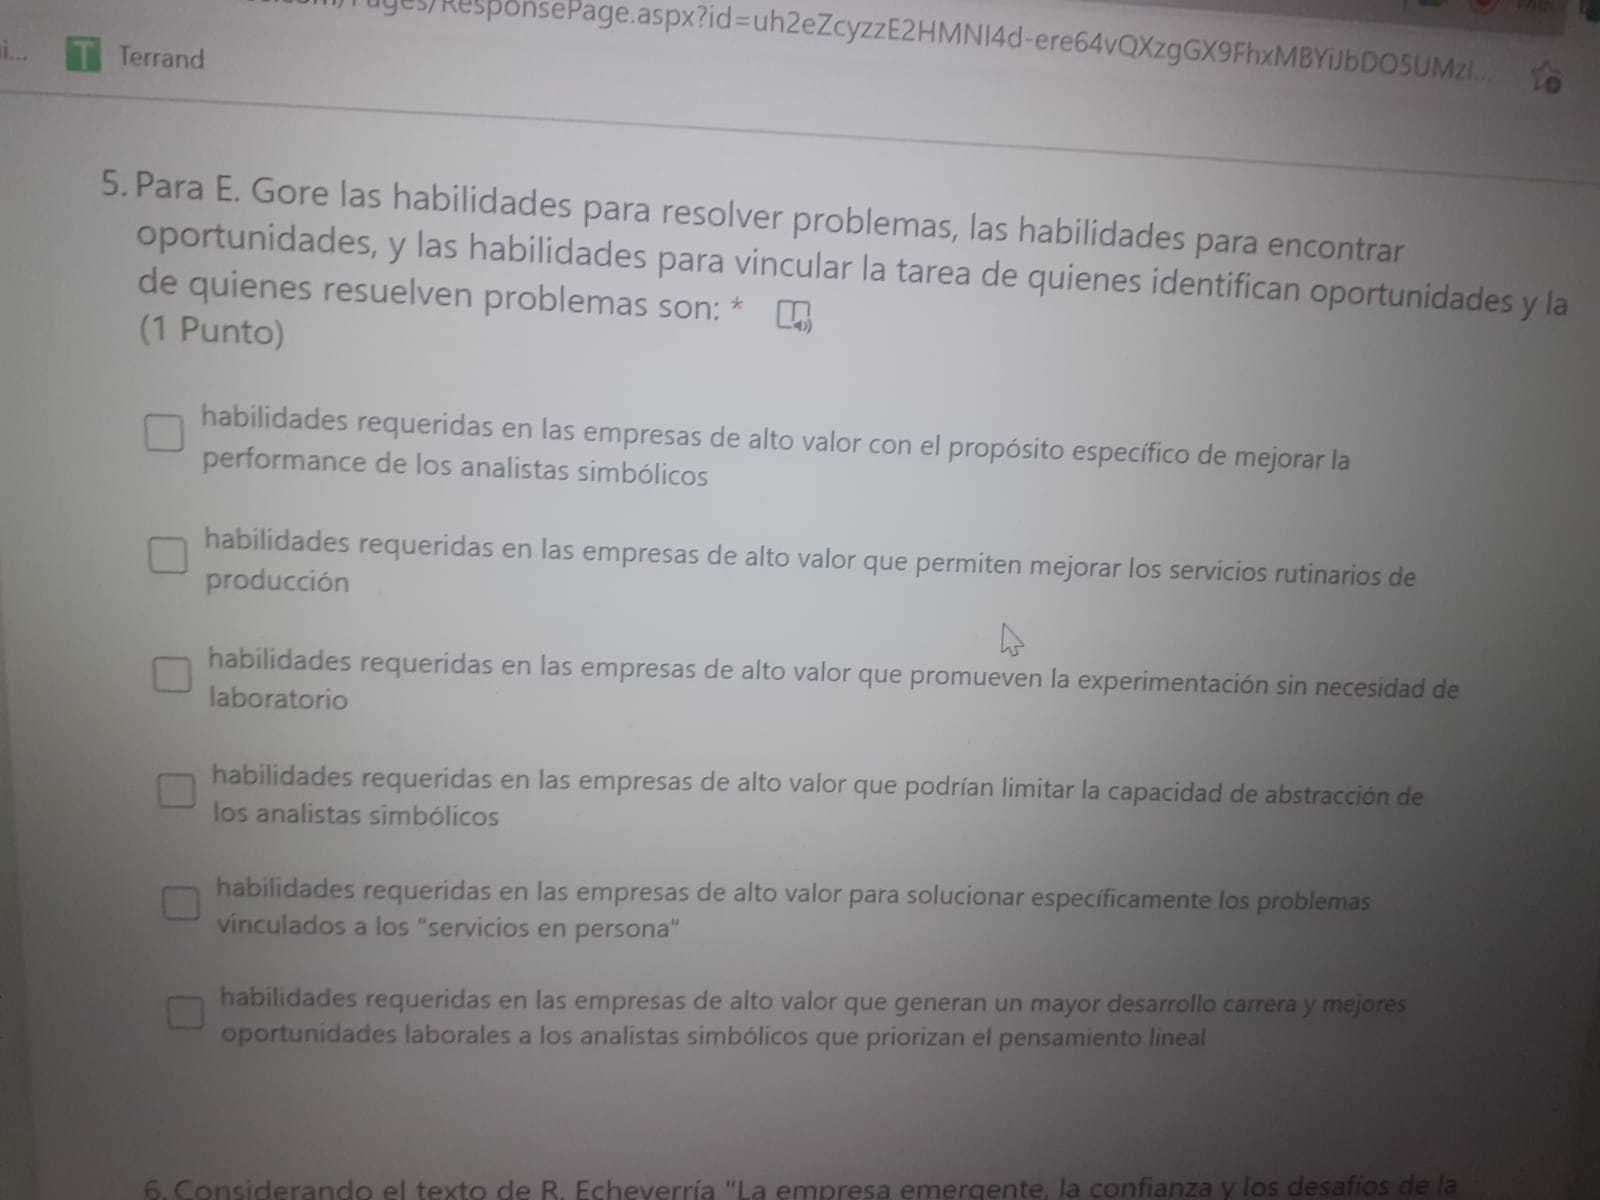 /ResponsePage.aspx?id=uh2eZcyzzE2HMNI4d-ere64vQXzgGX9FhxMBYiJbDO5UMzI...
i...
T Terrand
5. Para E. Gore las habilidades para resolver problemas, las habilidades para encontrar
oportunidades, y las habilidades para vincular la tarea de quienes identifican oportunidades y la
de quienes resuelven problemas son: *
(1 Punto)
habilidades requeridas en las empresas de alto valor con el propósito específico de mejorar la
performance de los analistas simbólicos
habilidades requeridas en las empresas de alto valor que permiten mejorar los servicios rutinarios de
producción
habilidades requeridas en las empresas de alto valor que promueven la experimentación sin necesidad de
laboratorio
habilidades requeridas en las empresas de alto valor que podrían limitar la capacidad de abstracción de
los analistas simbólicos
habilidades requeridas en las empresas de alto valor para solucionar específicamente los problemas
vinculados a los "servicios en persona"
habilidades requeridas en las empresas de alto valor que generan un mayor desarrollo carrera y mejores
oportunidades laborales a los analistas simbólicos que priorizan el pensamiento lineal
6. Considerando el texto de R. Echeverría "La empresa emergente, la confianza y los desafíos de la